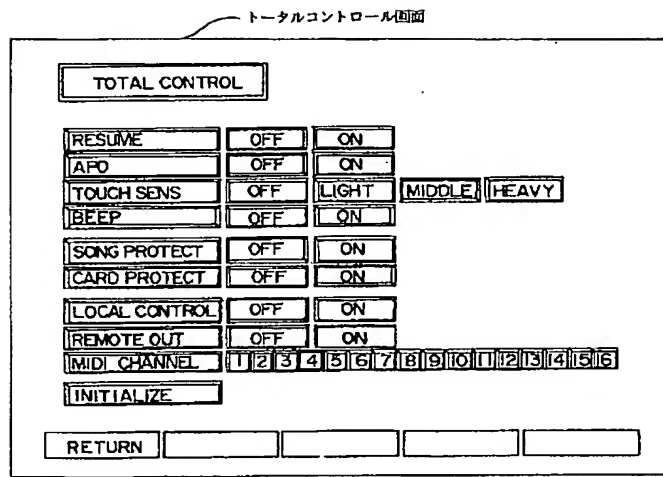 トータルコントロール画面
TOTAL CONTROL
RESUME OFF ON
APO OFF ON
TOUCH SENS OFF LIGHT MIDDLE HEAVY
BEEP OFF ON
SONG PROTECT OFF ON
CARD PROTECT OFF ON
LOCAL CONTROL OFF ON
REMOTE OUT OFF ON
MIDI CHANNEL 1 2 3 4 5 6 7 8 9 10 11 12 13 14 15 16
INITIALIZE
RETURN